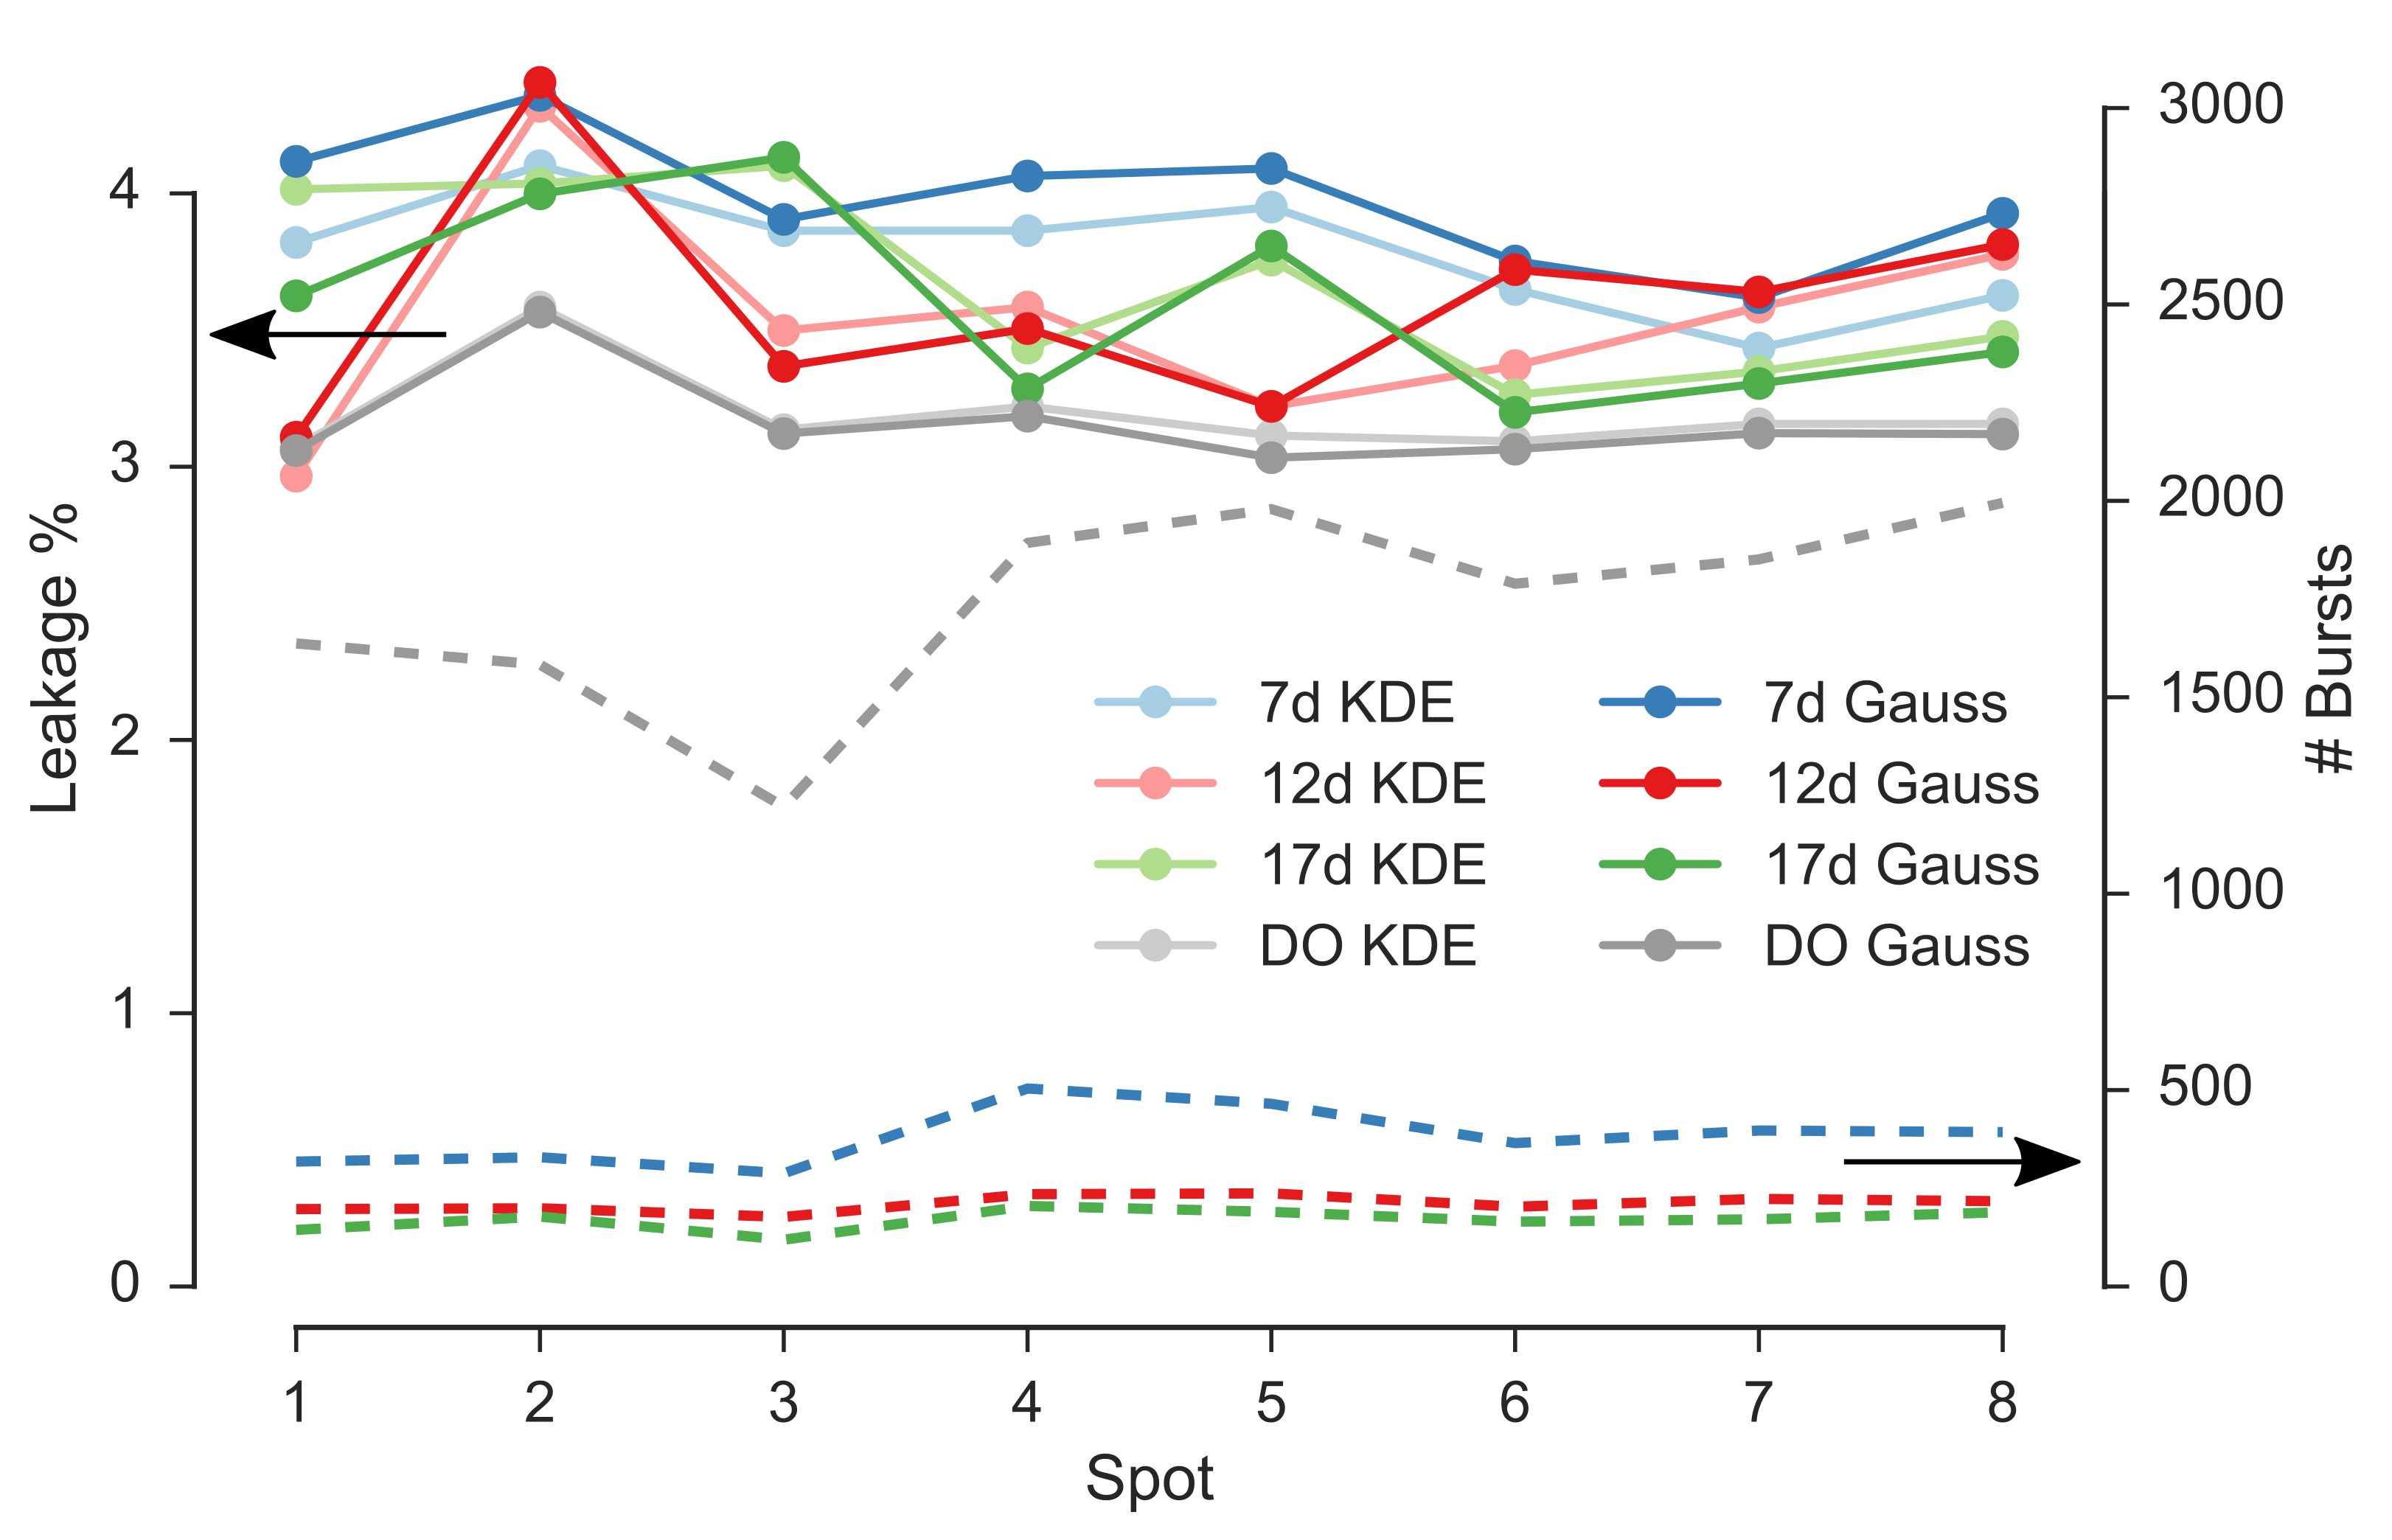 Leakage %
4
3
2
1
0
3000
2500
2000
1500
1000
500
0
# Bursts
7d KDE
7d Gauss
12d KDE
12d Gauss
17d KDE
17d Gauss
DO KDE
DO Gauss
1 2 3 4 5 6 7 8
Spot